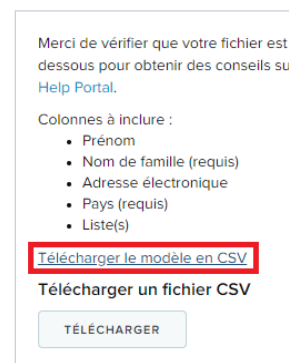 Merci de vérifier que votre fichier est
dessous pour obtenir des conseils su
Help Portal.
Colonnes à inclure :
• Prénom
• Nom de famille (requis)
• Adresse électronique
• Pays (requis)
• Liste(s)
Télécharger le modèle en CSV
Télécharger un fichier CSV
TÉLÉCHARGER